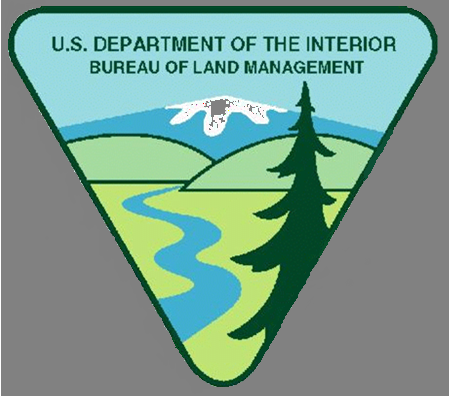 U.S. DEPARTMENT OF THE INTERIOR
BUREAU OF LAND MANAGEMENT